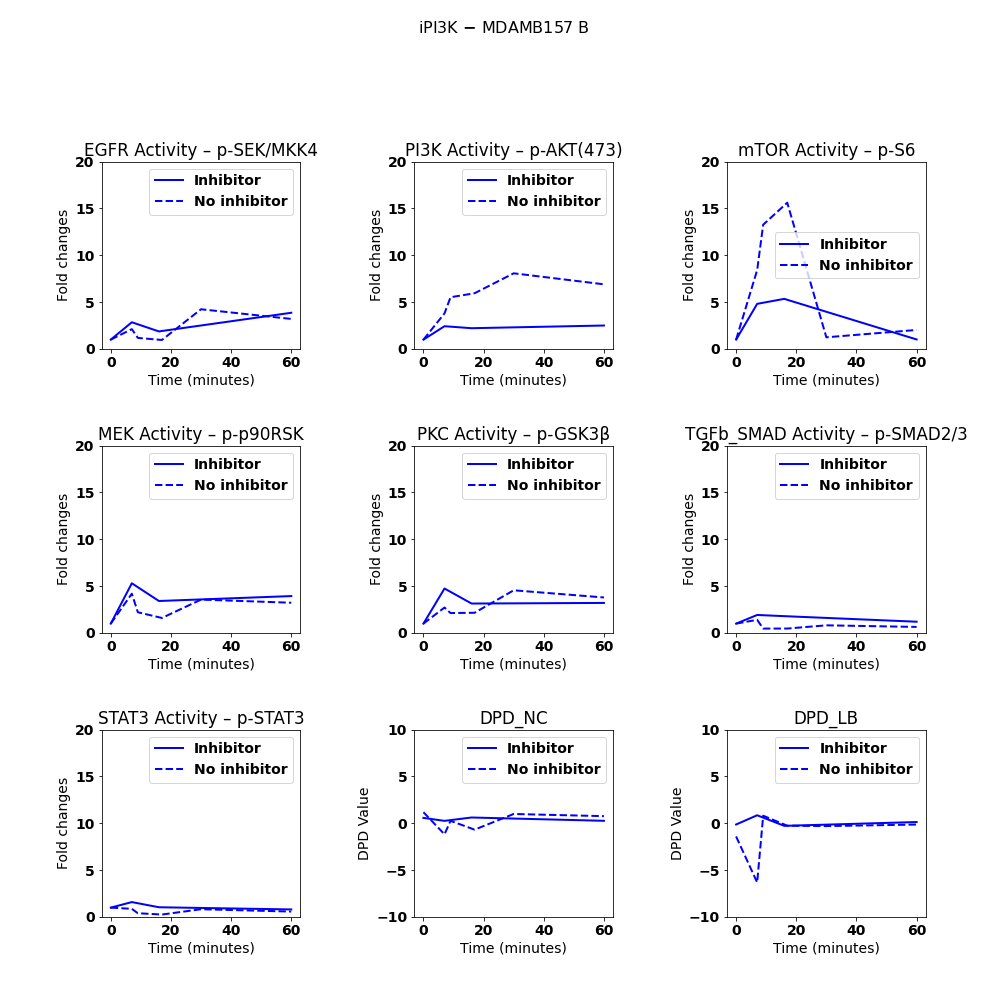 iPI3K − MDAMB157 B
EGFR Activity – p-SEK/MKK4
20
15
10
5
0
Fold changes
Inhibitor
No inhibitor
0 20 40 60
Time (minutes)
PI3K Activity – p-AKT(473)
20
15
10
5
0
Fold changes
Inhibitor
No inhibitor
0 20 40 60
Time (minutes)
mTOR Activity – p-S6
20
15
10
5
0
Fold changes
Inhibitor
No inhibitor
0 20 40 60
Time (minutes)
MEK Activity – p-p90RSK
20
15
10
5
0
Fold changes
Inhibitor
No inhibitor
0 20 40 60
Time (minutes)
PKC Activity – p-GSK3β
20
15
10
5
0
Fold changes
Inhibitor
No inhibitor
0 20 40 60
Time (minutes)
TGFb_SMAD Activity – p-SMAD2/3
20
15
10
5
0
Fold changes
Inhibitor
No inhibitor
0 20 40 60
Time (minutes)
STAT3 Activity – p-STAT3
20
15
10
5
0
Fold changes
Inhibitor
No inhibitor
0 20 40 60
Time (minutes)
DPD_NC
10
5
0
−5
−10
DPD Value
Inhibitor
No inhibitor
0 20 40 60
Time (minutes)
DPD_LB
10
5
0
−5
−10
DPD Value
Inhibitor
No inhibitor
0 20 40 60
Time (minutes)